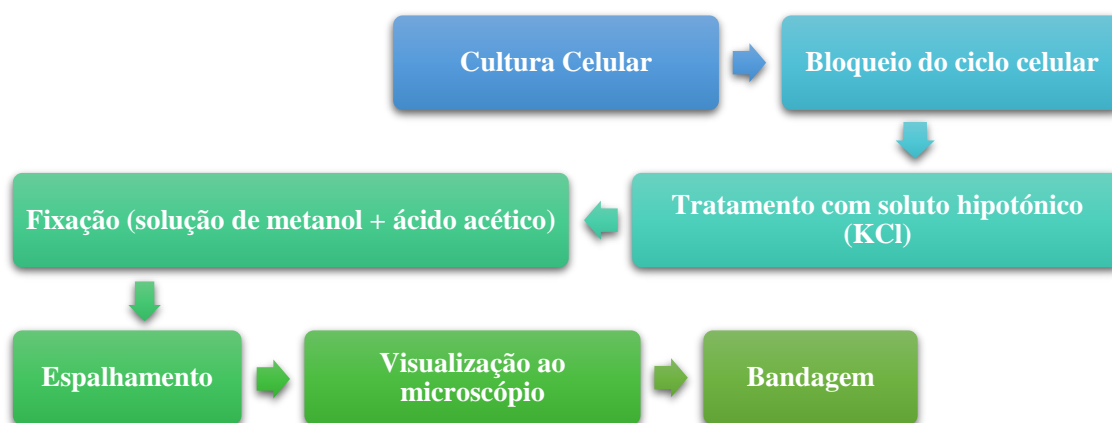 Cultura Celular
Bloqueio do ciclo celular
Tratamento com soluto hipotónico
(KCl)
Fixação (solução de metanol + ácido acético)
Espalhamento
Visualização ao
microscópio
Bandagem